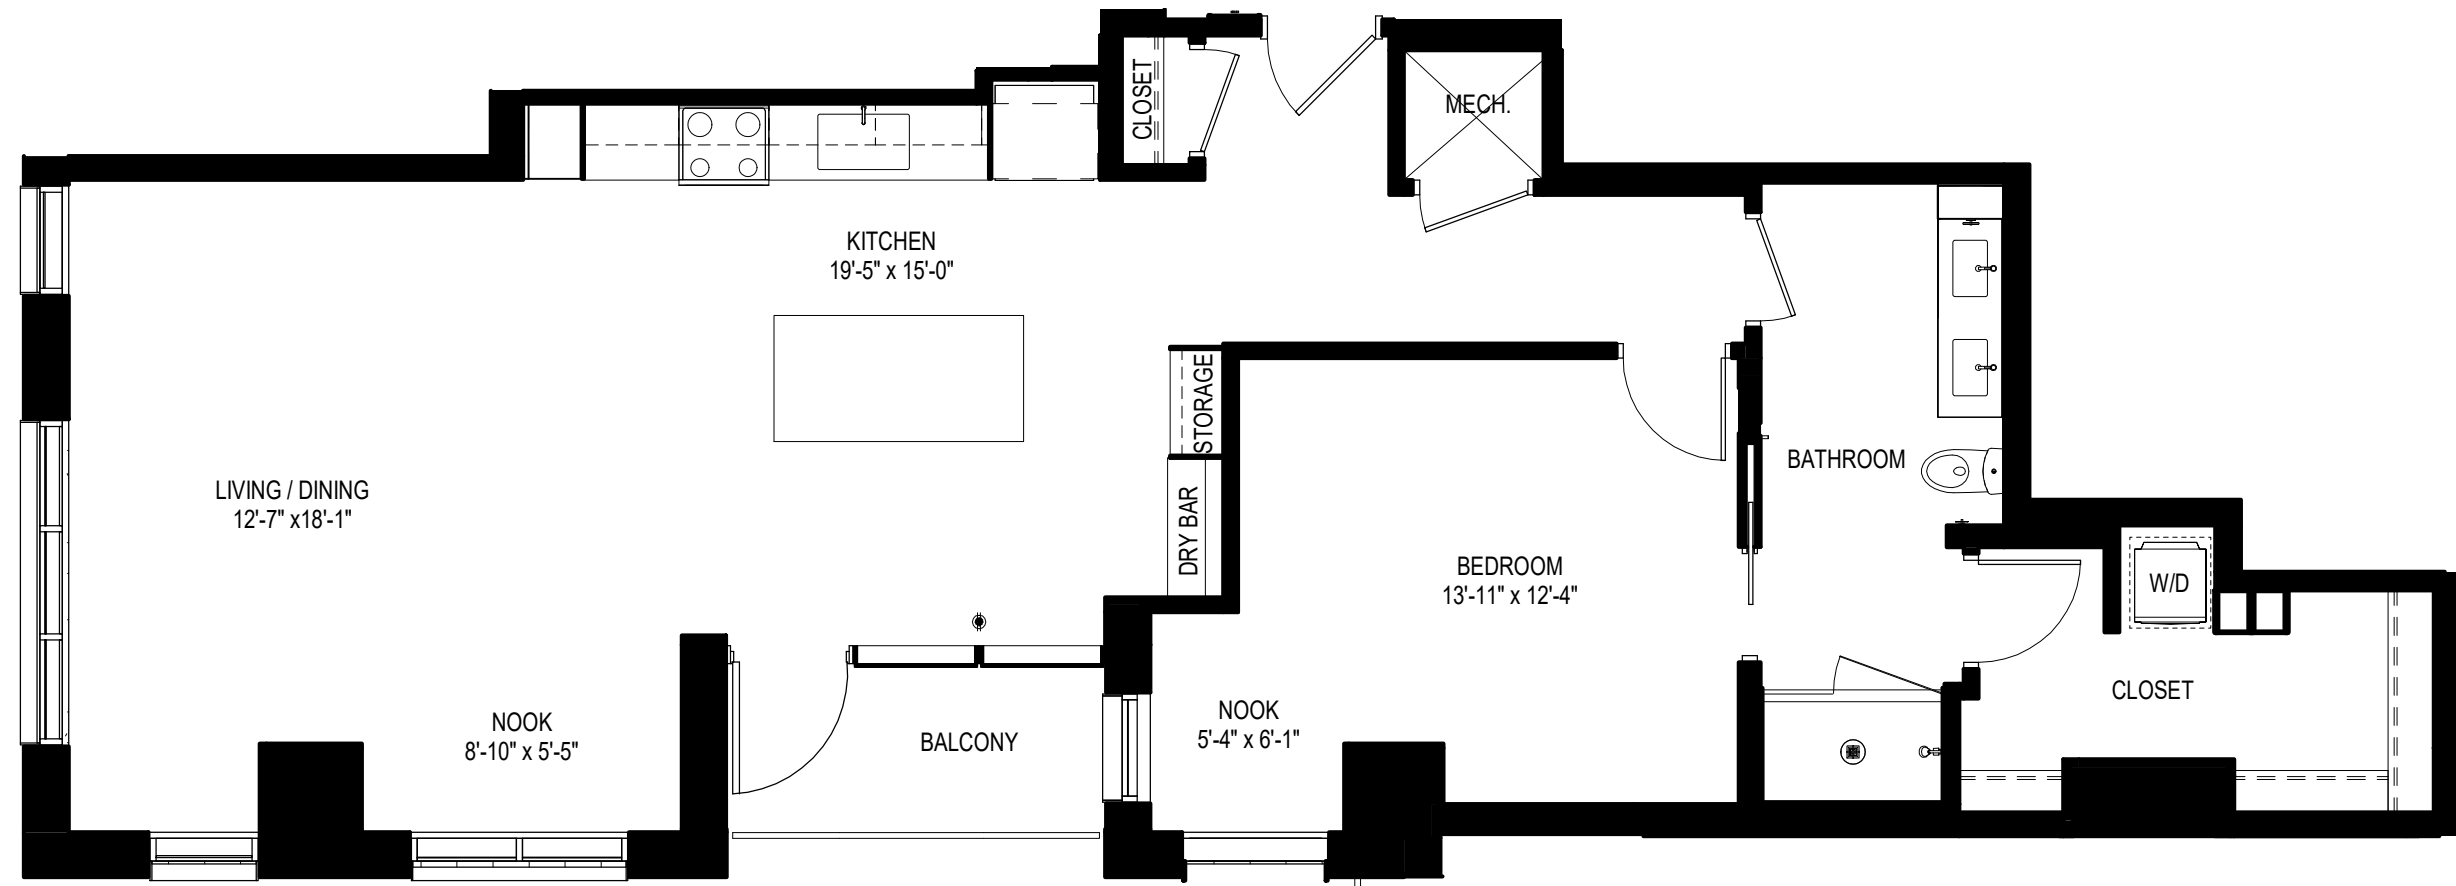 CLOSET
MECH.
KITCHEN
19'-5" x 15'-0"
STORAGE
LIVING / DINING
12'-7" x18'-1"
DRY BAR
BATHROOM
BEDROOM
13'-11" x 12'-4"
W/D
CLOSET
NOOK
8'-10" x 5'-5"
BALCONY
NOOK
5'-4" x 6'-1"